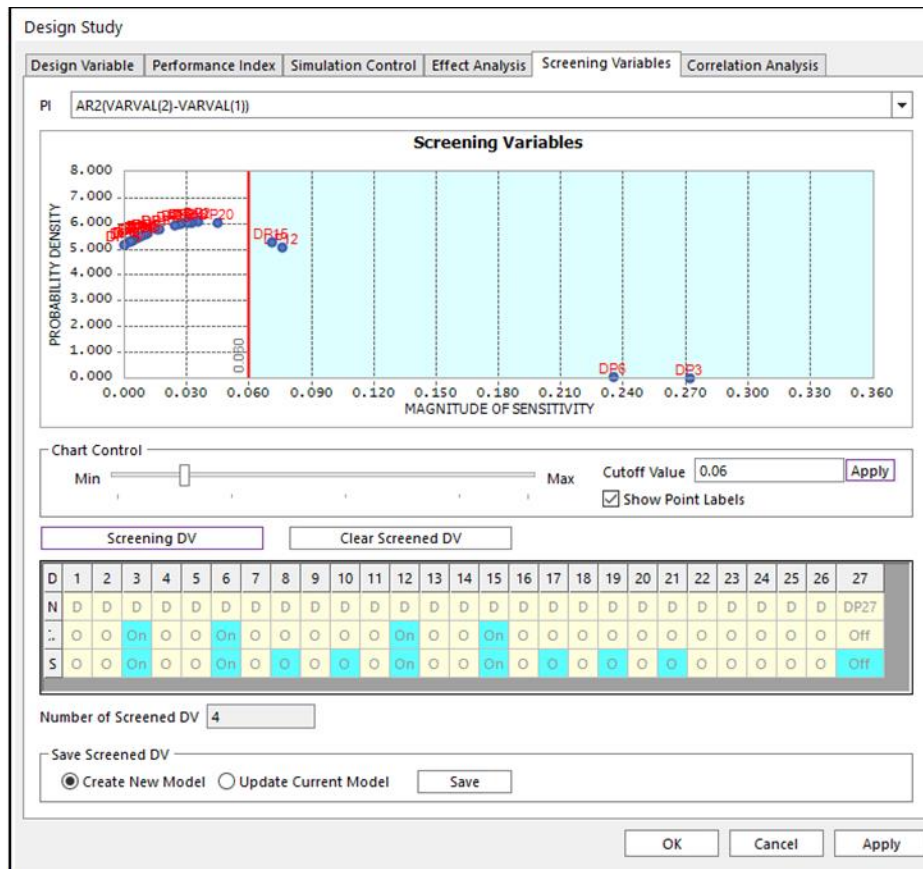 Design Study
Design Variable Performance Index Simulation Control Effect Analysis Screening Variables Correlation Analysis
PI AR2(VARVAL(2)-VARVAL(1))
Screening Variables
PROBABILITY DENSITY
8.000
7.000
6.000
5.000
4.000
3.000
2.000
1.000
0.000
DP15
DP6 DP3
0.060
0.000 0.030 0.060 0.090 0.120 0.150 0.180 0.210 0.240 0.270 0.300 0.330 0.360
MAGNITUDE OF SENSITIVITY
Chart Control
Min Max Cutoff Value 0.06 Apply
Show Point Labels
Screening DV Clear Screened DV
D 1 2 3 4 5 6 7 8 9 10 11 12 13 14 15 16 17 18 19 20 21 22 23 24 25 26 27
N D D D D D D D D D D D D D D D D D D D D D D D D D D DP27
O O On O O On O O O O O On O O On O O O O O O O O O O O Off
S O O On O O On O O O O O On O O On O O O O O O O O O O O Off
Number of Screened DV 4
Save Screened DV
Create New Model Update Current Model Save
OK Cancel Apply